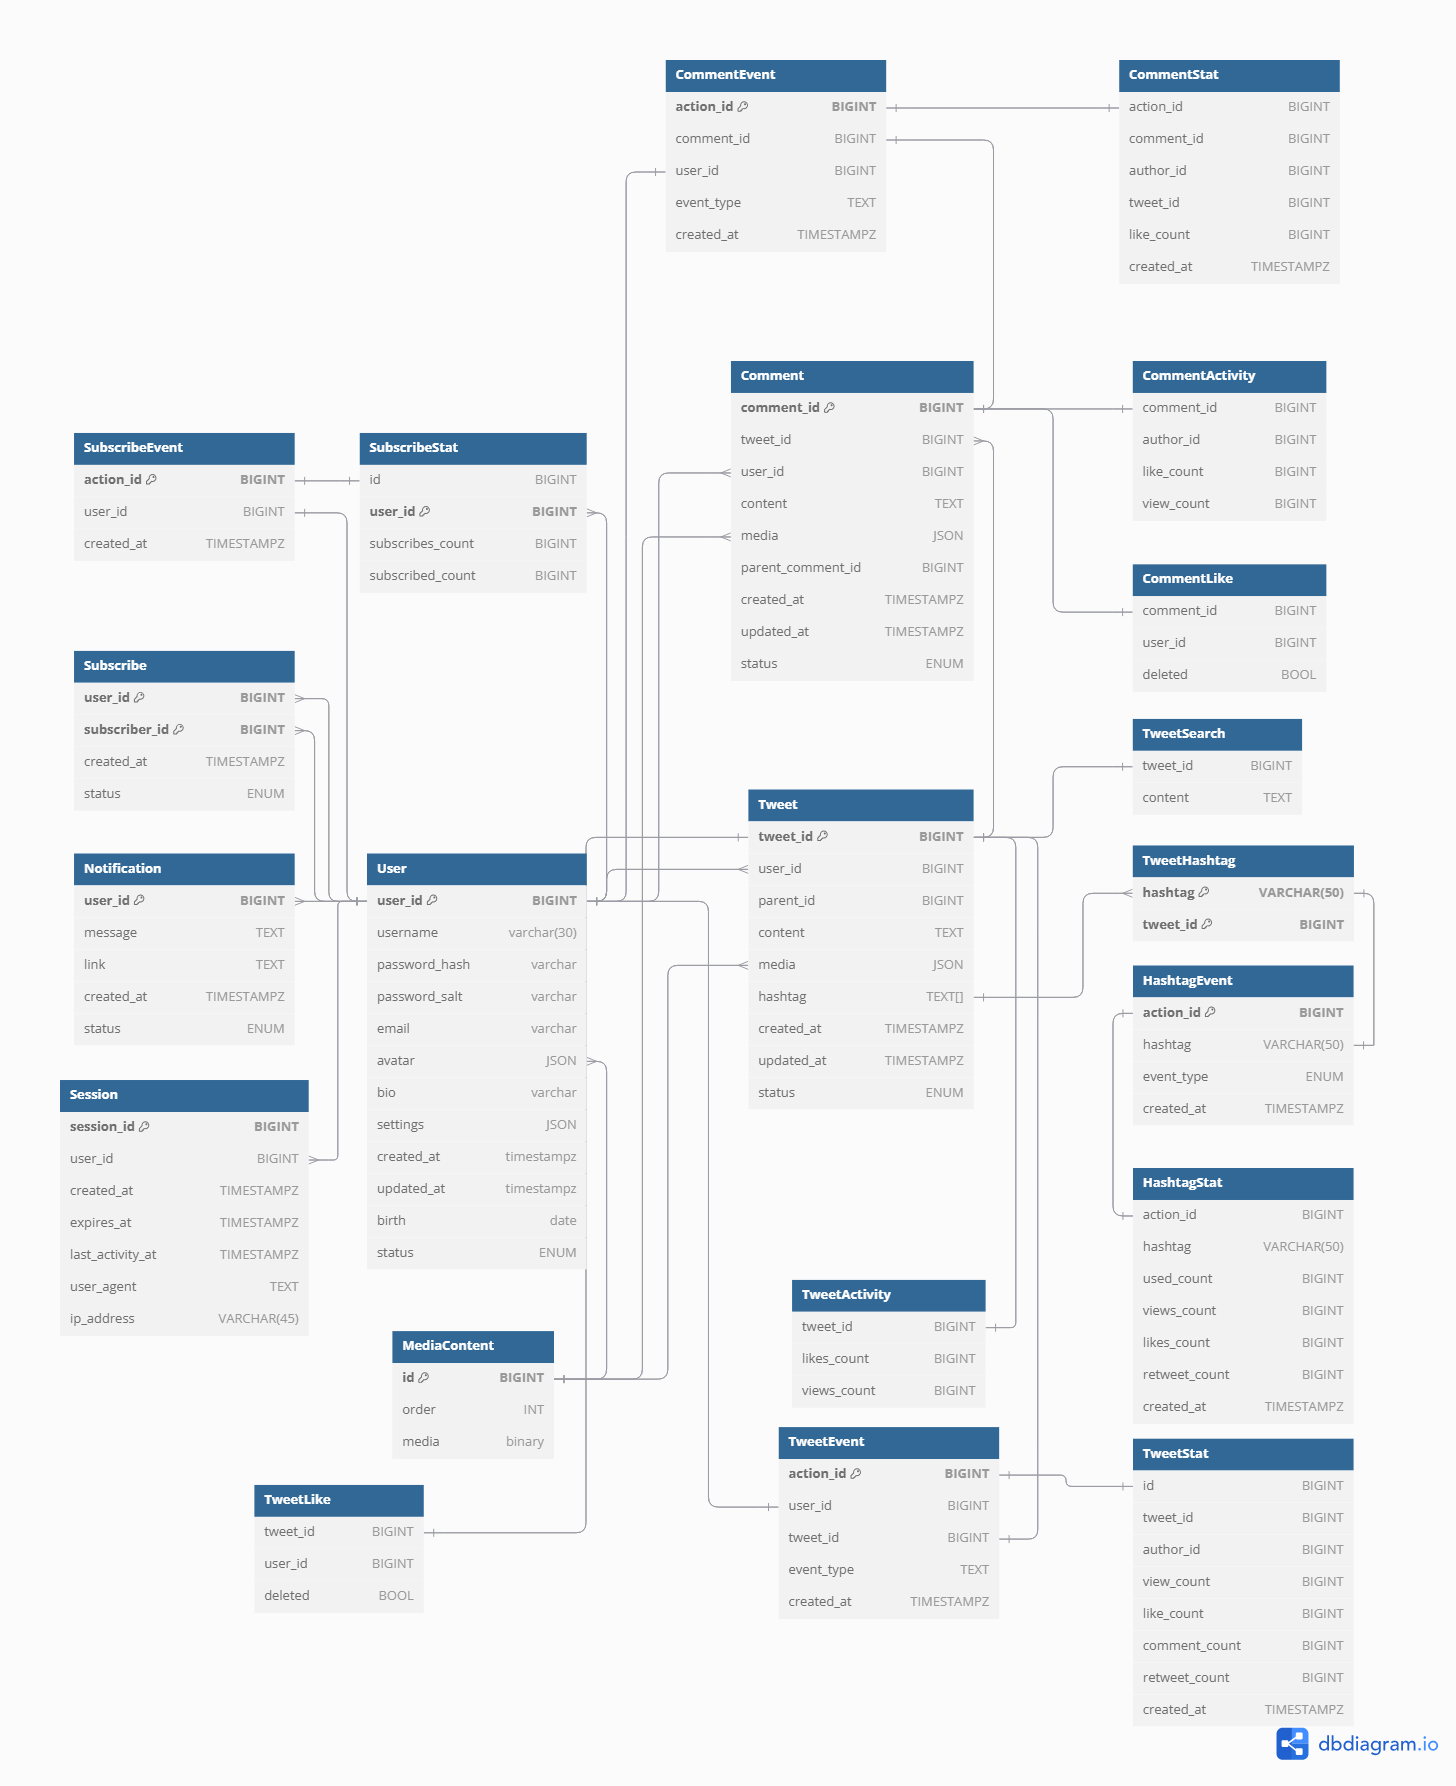 CommentEvent
action_id BIGINT
comment_id BIGINT
user_id BIGINT
event_type TEXT
created_at TIMESTAMPZ
CommentStat
action_id BIGINT
comment_id BIGINT
author_id BIGINT
tweet_id BIGINT
like_count BIGINT
created_at TIMESTAMPZ
Comment
comment_id BIGINT
tweet_id BIGINT
user_id BIGINT
content TEXT
media JSON
parent_comment_id BIGINT
created_at TIMESTAMPZ
updated_at TIMESTAMPZ
status ENUM
CommentActivity
comment_id BIGINT
author_id BIGINT
like_count BIGINT
view_count BIGINT
SubscribeEvent
action_id BIGINT
user_id BIGINT
created_at TIMESTAMPZ
SubscribeStat
id BIGINT
user_id BIGINT
subscribes_count BIGINT
subscribed_count BIGINT
CommentLike
comment_id BIGINT
user_id BIGINT
deleted BOOL
Subscribe
user_id BIGINT
subscriber_id BIGINT
created_at TIMESTAMPZ
status ENUM
TweetSearch
tweet_id BIGINT
content TEXT
Tweet
tweet_id BIGINT
user_id BIGINT
parent_id BIGINT
content TEXT
media JSON
hashtag TEXT[]
created_at TIMESTAMPZ
updated_at TIMESTAMPZ
status ENUM
TweetHashtag
hashtag VARCHAR(50)
tweet_id BIGINT
Notification
user_id BIGINT
message TEXT
link TEXT
created_at TIMESTAMPZ
status ENUM
User
user_id BIGINT
username varchar(30)
password_hash varchar
password_salt varchar
email varchar
avatar JSON
bio varchar
settings JSON
created_at timestampz
updated_at timestampz
birth date
status ENUM
HashtagEvent
action_id BIGINT
hashtag VARCHAR(50)
event_type ENUM
created_at TIMESTAMPZ
Session
session_id BIGINT
user_id BIGINT
created_at TIMESTAMPZ
expires_at TIMESTAMPZ
last_activity_at TIMESTAMPZ
user_agent TEXT
ip_address VARCHAR(45)
HashtagStat
action_id BIGINT
hashtag VARCHAR(50)
used_count BIGINT
views_count BIGINT
likes_count BIGINT
retweet_count BIGINT
created_at TIMESTAMPZ
TweetActivity
tweet_id BIGINT
likes_count BIGINT
views_count BIGINT
MediaContent
id BIGINT
order INT
media binary
TweetEvent
action_id BIGINT
user_id BIGINT
tweet_id BIGINT
event_type TEXT
created_at TIMESTAMPZ
TweetStat
id BIGINT
tweet_id BIGINT
author_id BIGINT
view_count BIGINT
like_count BIGINT
comment_count BIGINT
retweet_count BIGINT
created_at TIMESTAMPZ
TweetLike
tweet_id BIGINT
user_id BIGINT
deleted BOOL
dbdiagram.io